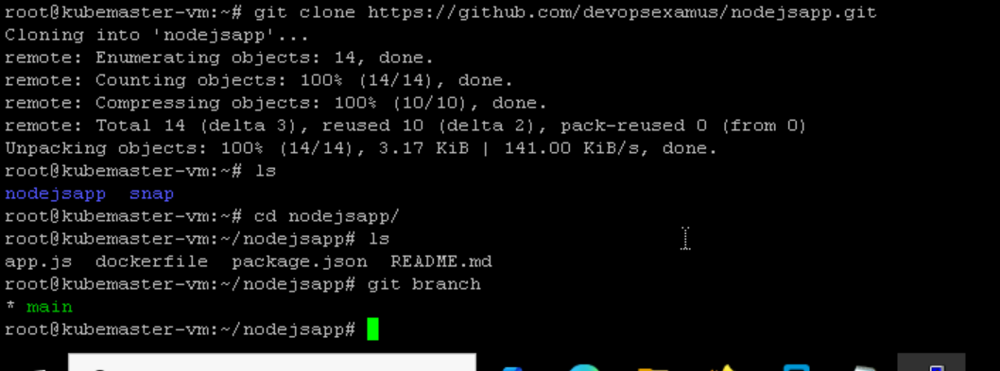 root@kubemaster-vm:~# git clone https://github.com/devopsexamus/nodejsapp.git
Cloning into 'nodejsapp'...
remote: Enumerating objects: 14, done.
remote: Counting objects: 100% (14/14), done.
remote: Compressing objects: 100% (10/10), done.
remote: Total 14 (delta 3), reused 10 (delta 2), pack-reused 0 (from 0)
Unpacking objects: 100% (14/14), 3.17 KiB | 141.00 KiB/s, done.
root@kubemaster-vm:~# ls
nodejsapp  snap
root@kubemaster-vm:~# cd nodejsapp/
root@kubemaster-vm:~/nodejsapp# ls
app.js  dockerfile  package.json  README.md
root@kubemaster-vm:~/nodejsapp# git branch
* main
root@kubemaster-vm:~/nodejsapp#